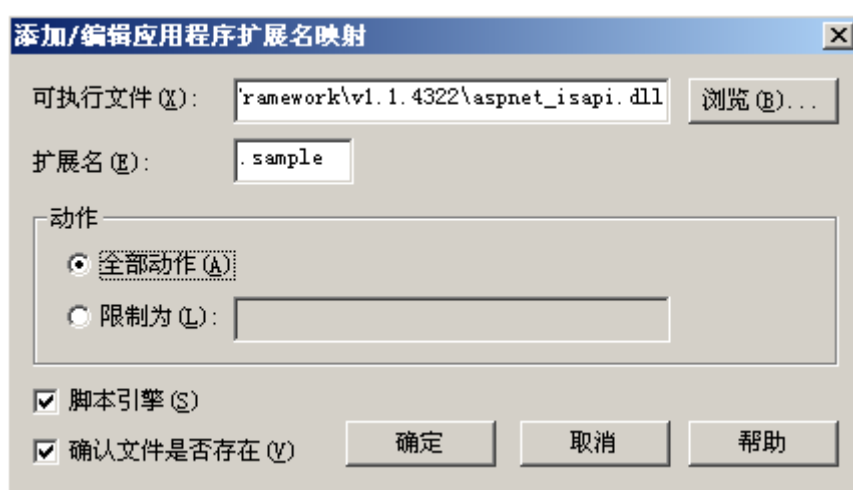 添加/编辑应用程序扩展名映射
可执行文件(X): ramework\v1.1.4322\aspnet_isapi.dll 浏览(B)...
扩展名(E): .sample
动作
全部动作(A)
限制为(L):
脚本引擎(S)
确认文件是否存在(V) 确定 取消 帮助